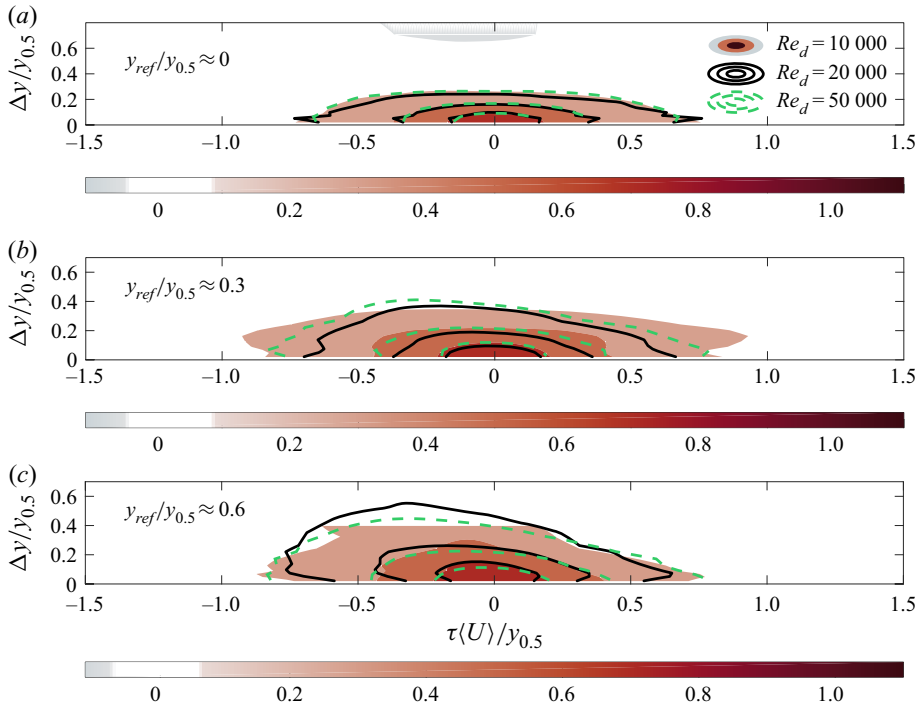 (a)
Δy/y0.5
0.6
0.4
0.2
0
yref/y0.5 ≈ 0
Red = 10 000
Red = 20 000
Red = 50 000
–1.5 –1.0 –0.5 0 0.5 1.0 1.5
0 0.2 0.4 0.6 0.8 1.0
(b)
Δy/y0.5
0.6
0.4
0.2
0
yref/y0.5 ≈ 0.3
–1.5 –1.0 –0.5 0 0.5 1.0 1.5
0 0.2 0.4 0.6 0.8 1.0
(c)
Δy/y0.5
0.6
0.4
0.2
0
yref/y0.5 ≈ 0.6
–1.5 –1.0 –0.5 0 0.5 1.0 1.5
τ⟨U⟩/y0.5
0 0.2 0.4 0.6 0.8 1.0